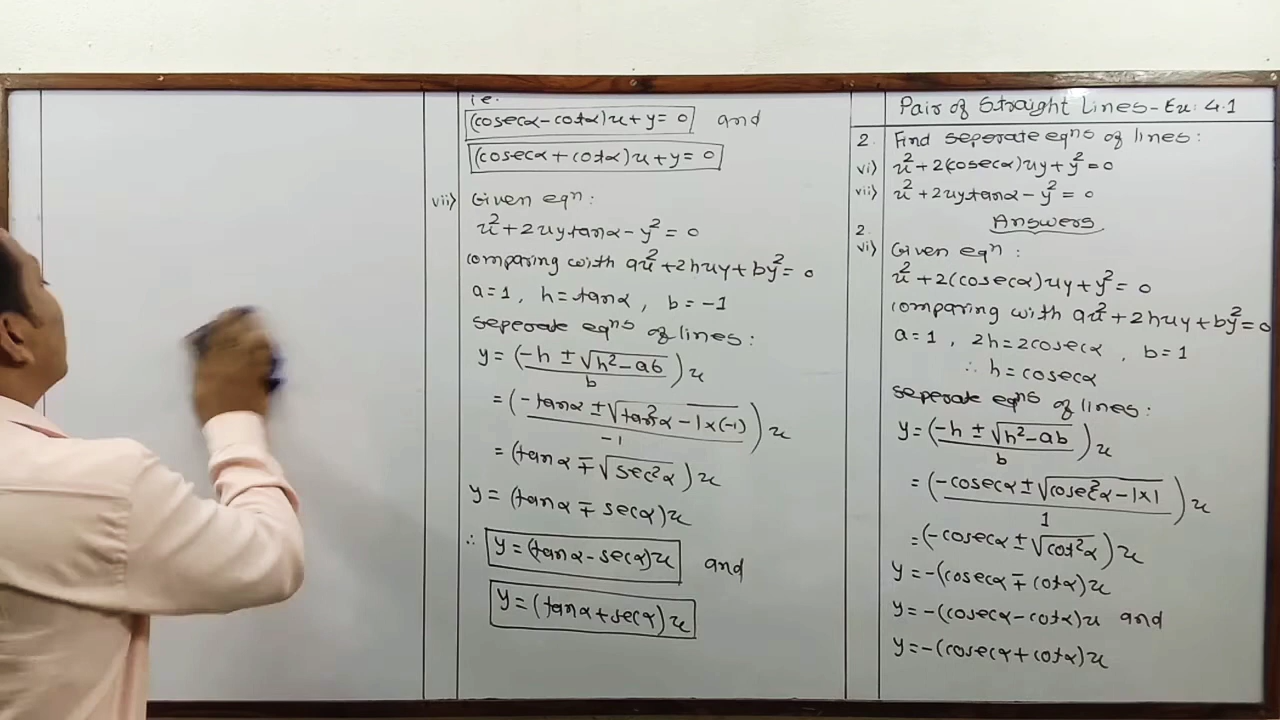 Pair of Straight Lines - Ex: 4.1
2. Find seperate eqns of lines:
vi) x² + 2(cosecα)xy + y² = 0
vii) x² + 2xytanα - y² = 0
Answers
2.
vi) Given eqn:
x² + 2(cosecα)xy + y² = 0
comparing with ax² + 2hxy + by² = 0
a = 1, 2h = 2cosecα, b = 1
∴ h = cosecα
seperate eqns of lines:
y = (-h ± √(h² - ab) / b) x
= (-cosecα ± √(cosec²α - 1×1) / 1) x
= (-cosecα ± √(cot²α)) x
y = -(cosecα ∓ cotα)x
y = -(cosecα - cotα)x and
y = -(cosecα + cotα)x
i.e.
(cosecα - cotα)x + y = 0 and
(cosecα + cotα)x + y = 0
vii) Given eqn:
x² + 2xytanα - y² = 0
comparing with ax² + 2hxy + by² = 0
a = 1, h = tanα, b = -1
seperate eqns of lines:
y = (-h ± √(h² - ab) / b) x
= (-tanα ± √(tan²α - 1×(-1)) / -1) x
= (tanα ∓ √(sec²α)) x
y = (tanα ∓ secα)x
∴ y = (tanα - secα)x and
y = (tanα + secα)x